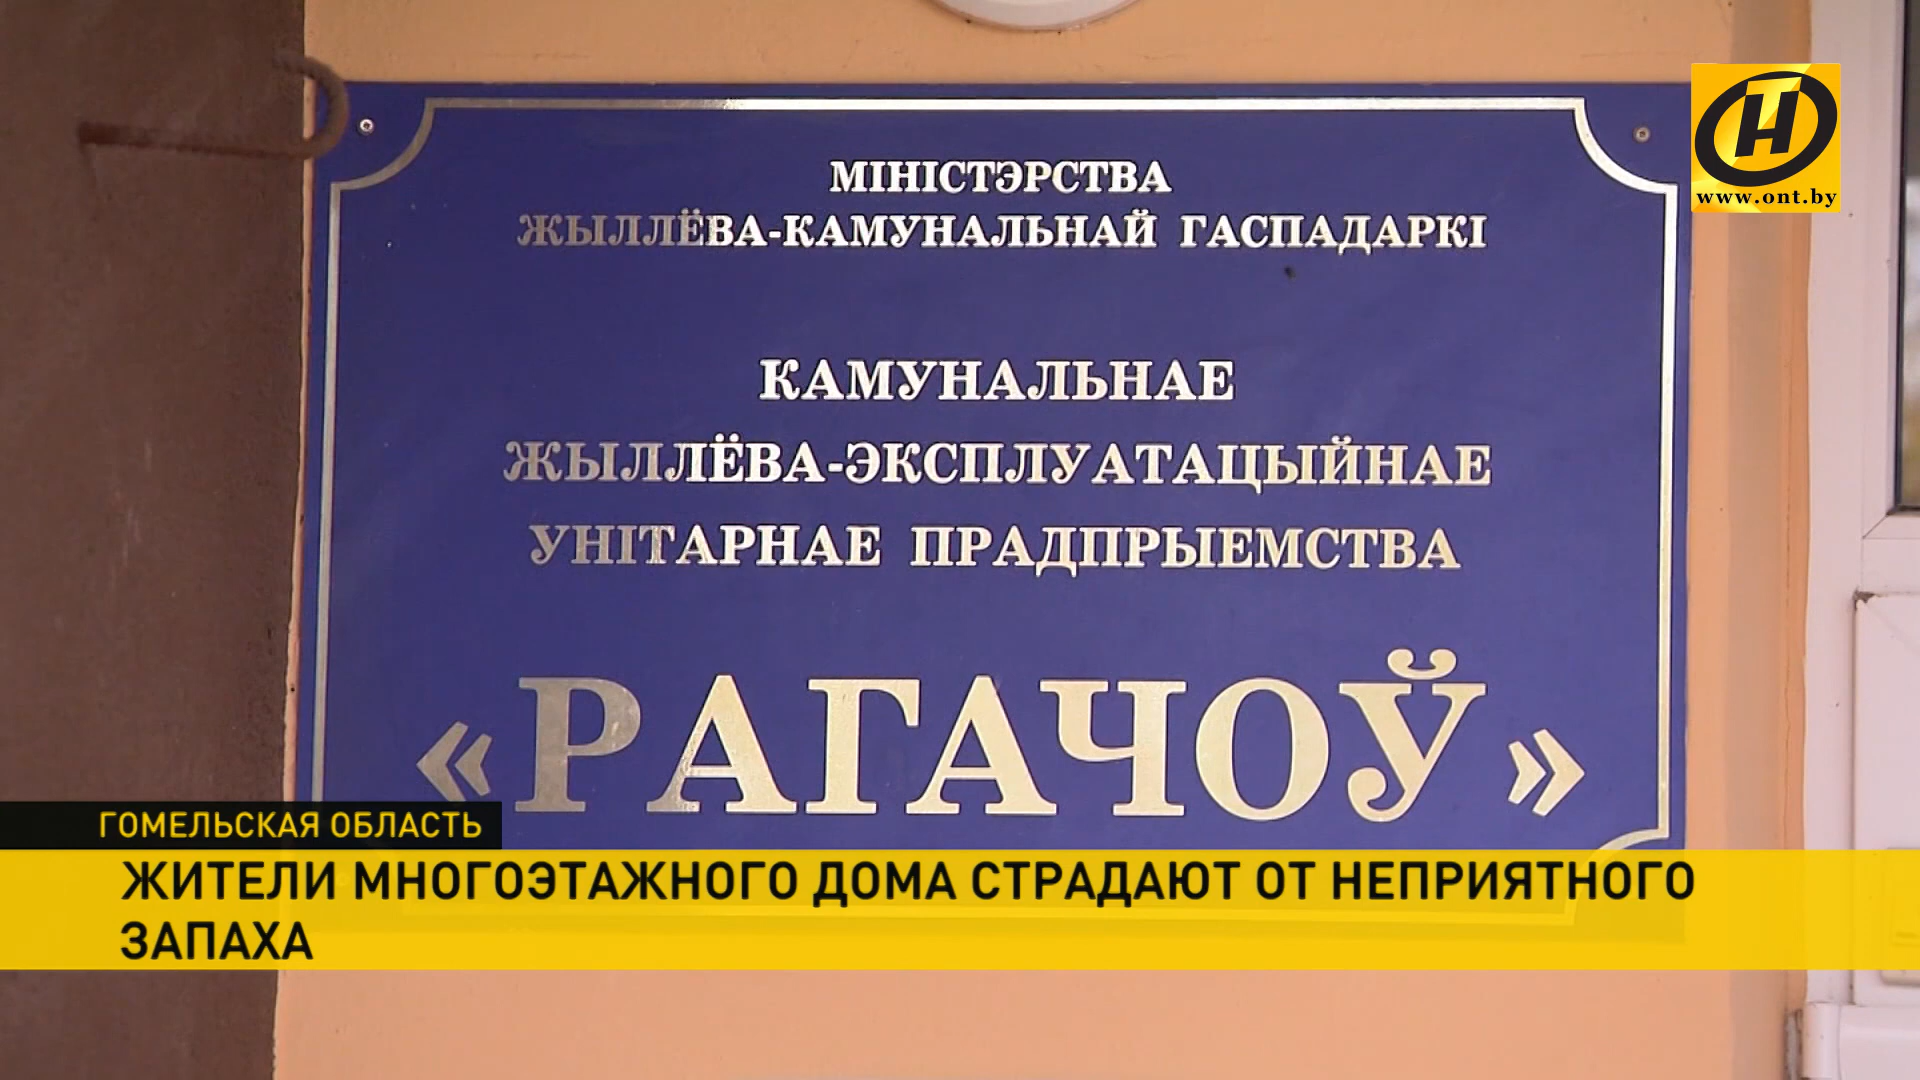 МІНІСТЭРСТВА
ЖЫЛЛЁВА-КАМУНАЛЬНАЙ ГАСПАДАРКІ
КАМУНАЛЬНАЕ
ЖЫЛЛЁВА-ЭКСПЛУАТАЦЫЙНАЕ
УНІТАРНАЕ ПРАДПРЫЕМСТВА
«РАГАЧОЎ»
ОНТ
www.ont.by
ГОМЕЛЬСКАЯ ОБЛАСТЬ
ЖИТЕЛИ МНОГОЭТАЖНОГО ДОМА СТРАДАЮТ ОТ НЕПРИЯТНОГО
ЗАПАХА